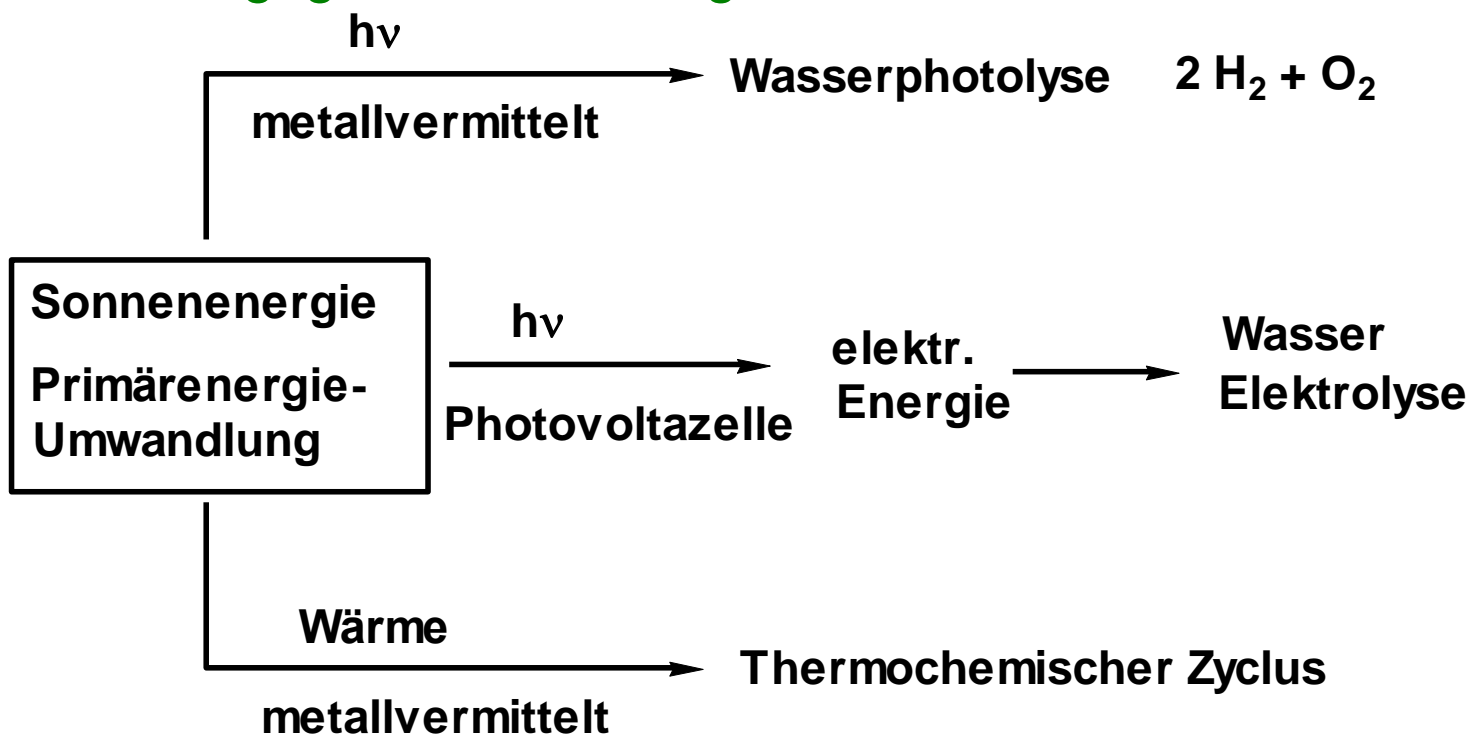 hν
metallvermittelt
Wasserphotolyse 2 H₂ + O₂
Sonnenenergie
Primärenergie-
Umwandlung
hν
Photovoltazelle
elektr.
Energie
Wasser
Elektrolyse
Wärme
metallvermittelt
Thermochemischer Zyclus